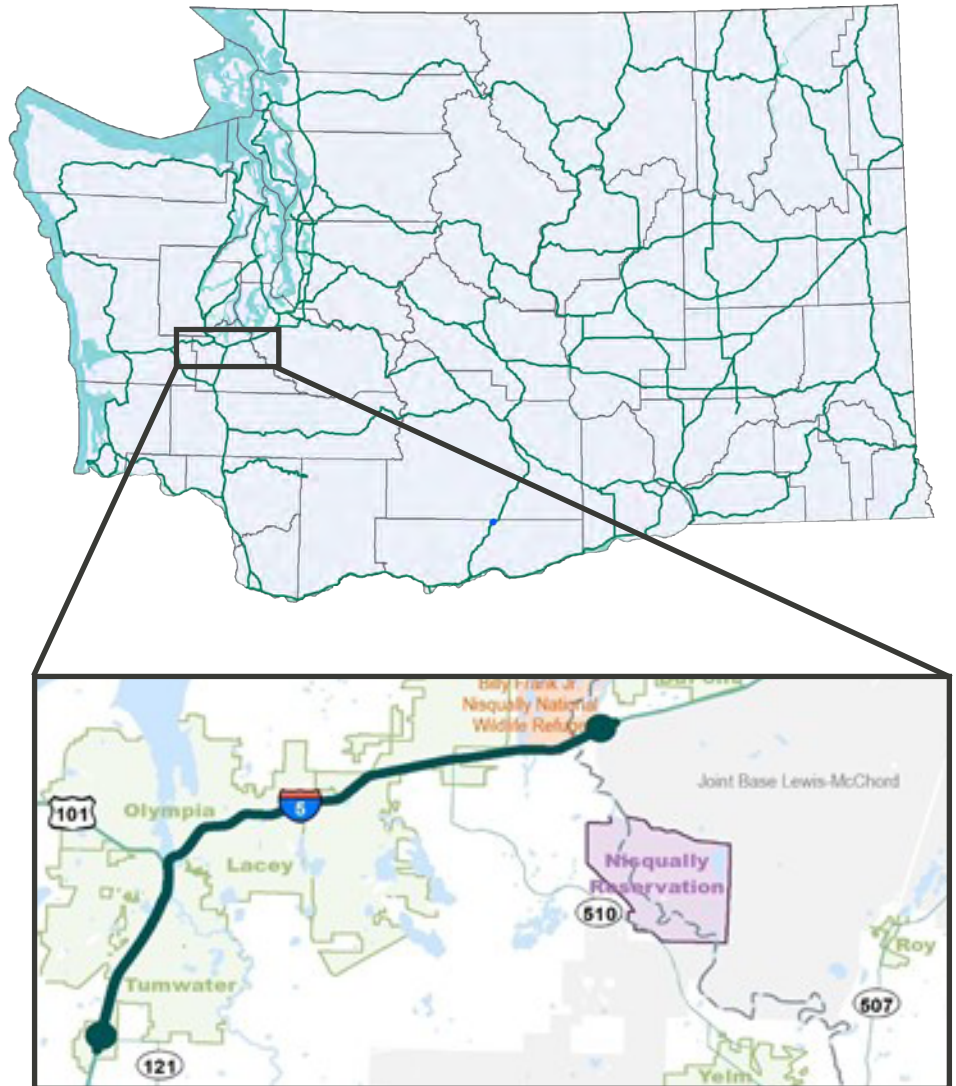 Billy Frank Jr.
Nisqually National
Wildlife Refuge
DuPont
Joint Base Lewis-McChord
101
Olympia
5
Lacey
Nisqually
Reservation
510
Roy
Tumwater
507
121
Yelm